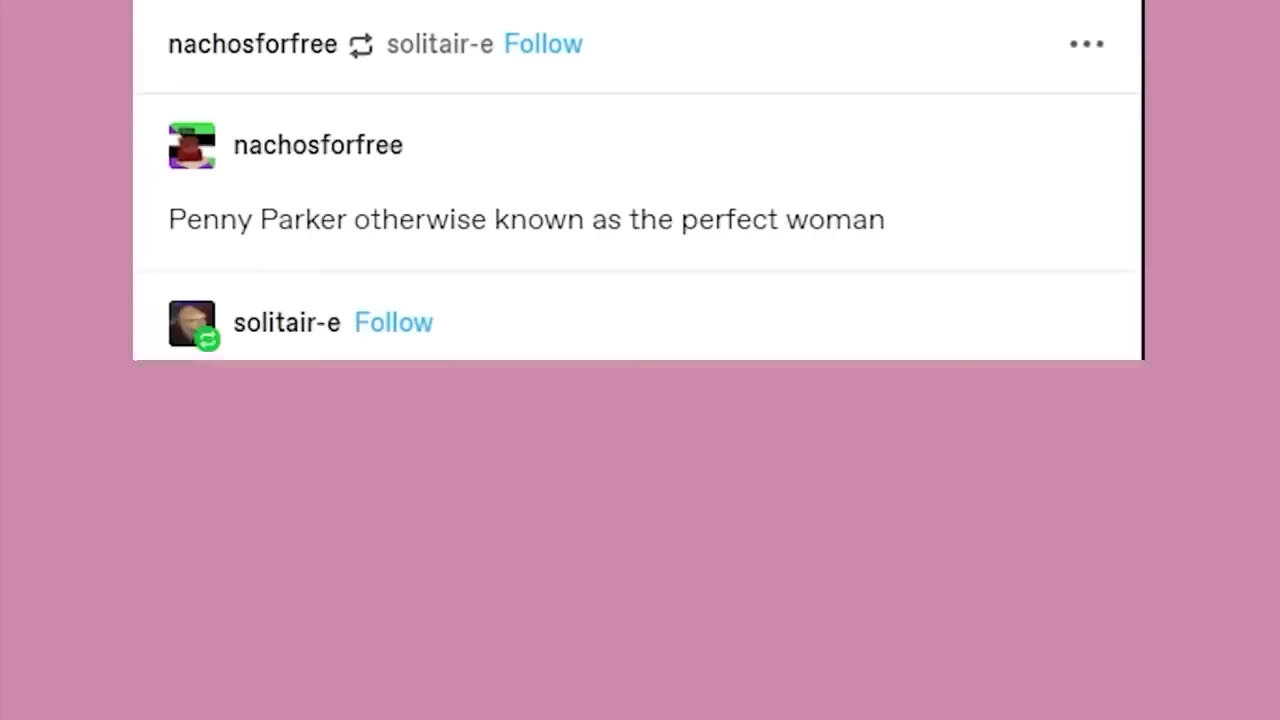 nachosforfree solitair-e Follow
nachosforfree
Penny Parker otherwise known as the perfect woman
solitair-e Follow